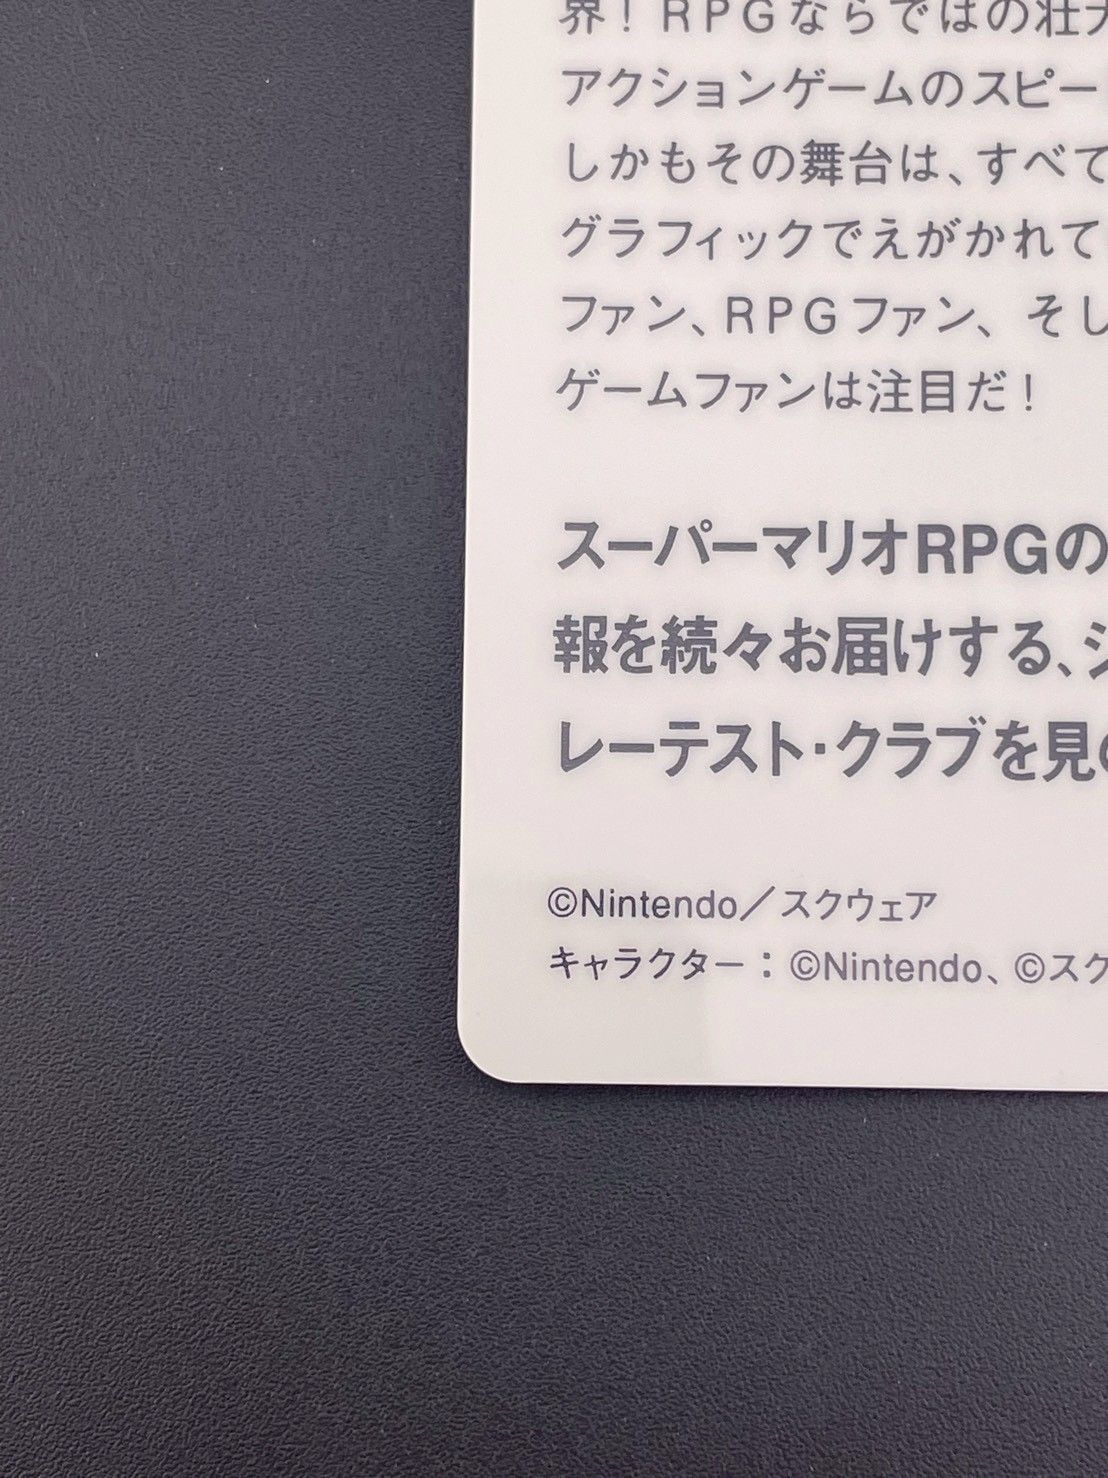 界！RPGならではの壮大
アクションゲームのスピー
しかもその舞台は、すべて
グラフィックでえがかれて
ファン、RPGファン、そし
ゲームファンは注目だ！
スーパーマリオRPGの
報を続々お届けする、ジ
レーテスト・クラブを見の
©Nintendo／スクウェア
キャラクター：©Nintendo、©スク